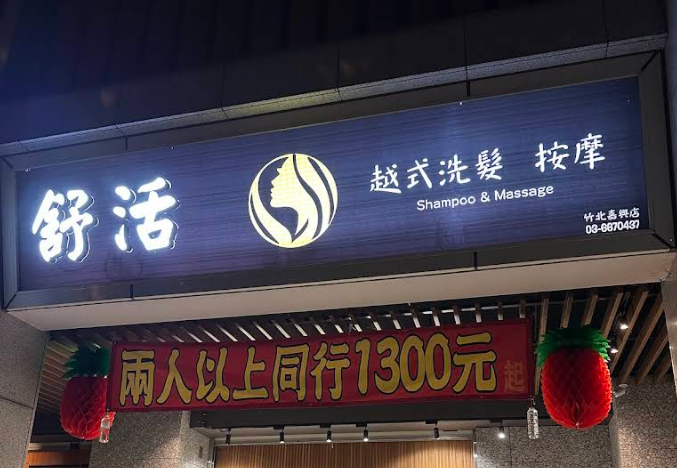 舒活
越式洗髮 按摩
Shampoo & Massage
竹北嘉興店
03-6670437
兩人以上同行1300元起